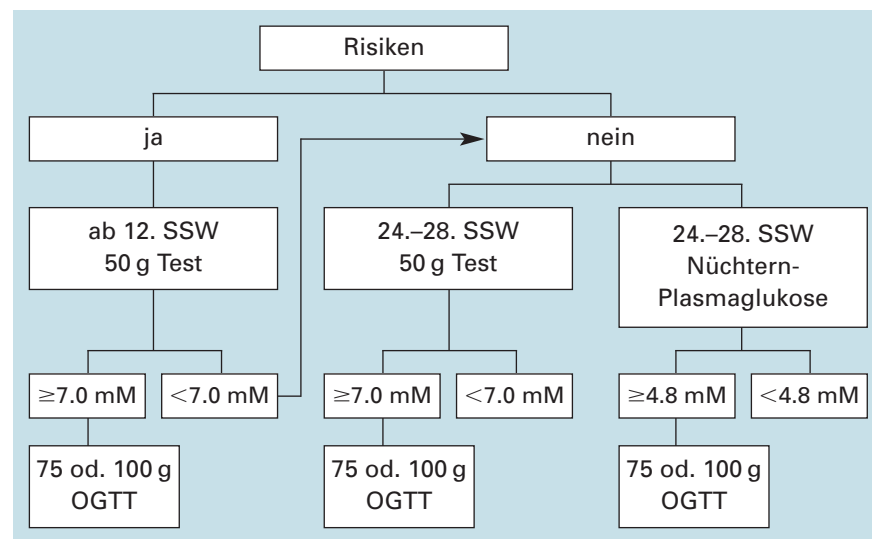 Risiken
ja
nein
ab 12. SSW
50 g Test
24.–28. SSW
50 g Test
24.–28. SSW
Nüchtern-
Plasmaglukose
≥7.0 mM
<7.0 mM
≥7.0 mM
<7.0 mM
≥4.8 mM
<4.8 mM
75 od. 100 g
OGTT
75 od. 100 g
OGTT
75 od. 100 g
OGTT